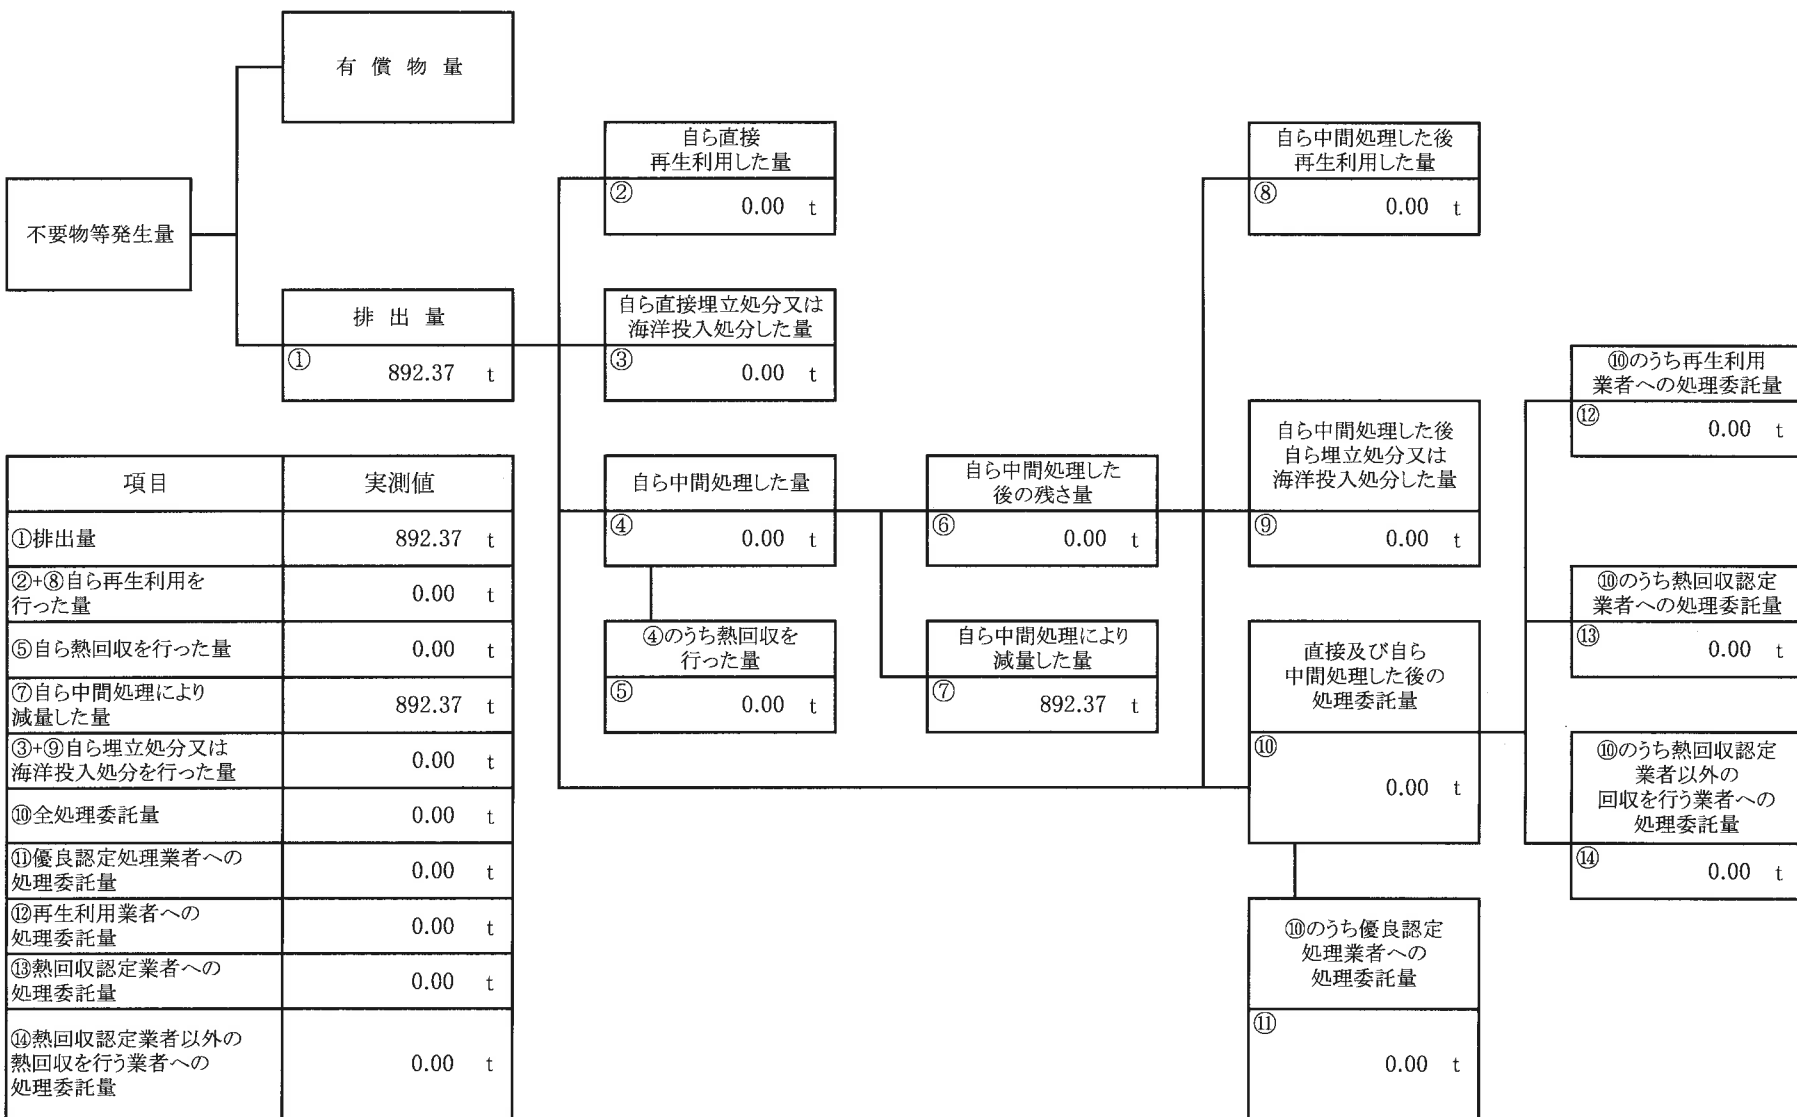 有償物量
不要物等発生量
排出量
①
892.37 t
自ら直接
再生利用した量
②
0.00 t
自ら直接埋立処分又は
海洋投入処分した量
③
0.00 t
自ら中間処理した量
④
0.00 t
④のうち熱回収を
行った量
⑤
0.00 t
自ら中間処理した
後の残さ量
⑥
0.00 t
自ら中間処理により
減量した量
⑦
892.37 t
自ら中間処理した後
再生利用した量
⑧
0.00 t
自ら中間処理した後
自ら埋立処分又は
海洋投入処分した量
⑨
0.00 t
直接及び自ら
中間処理した後の
処理委託量
⑩
0.00 t
⑩のうち優良認定
処理業者への
処理委託量
⑪
0.00 t
⑩のうち再生利用
業者への処理委託量
⑫
0.00 t
⑩のうち熱回収認定
業者への処理委託量
⑬
0.00 t
⑩のうち熱回収認定
業者以外の
回収を行う業者への
処理委託量
⑭
0.00 t
項目 実測値
①排出量 892.37 t
②+⑧自ら再生利用を
行った量 0.00 t
⑤自ら熱回収を行った量 0.00 t
⑦自ら中間処理により
減量した量 892.37 t
③+⑨自ら埋立処分又は
海洋投入処分を行った量 0.00 t
⑩全処理委託量 0.00 t
⑪優良認定処理業者への
処理委託量 0.00 t
⑫再生利用業者への
処理委託量 0.00 t
⑬熱回収認定業者への
処理委託量 0.00 t
⑭熱回収認定業者以外の
熱回収を行う業者への
処理委託量 0.00 t